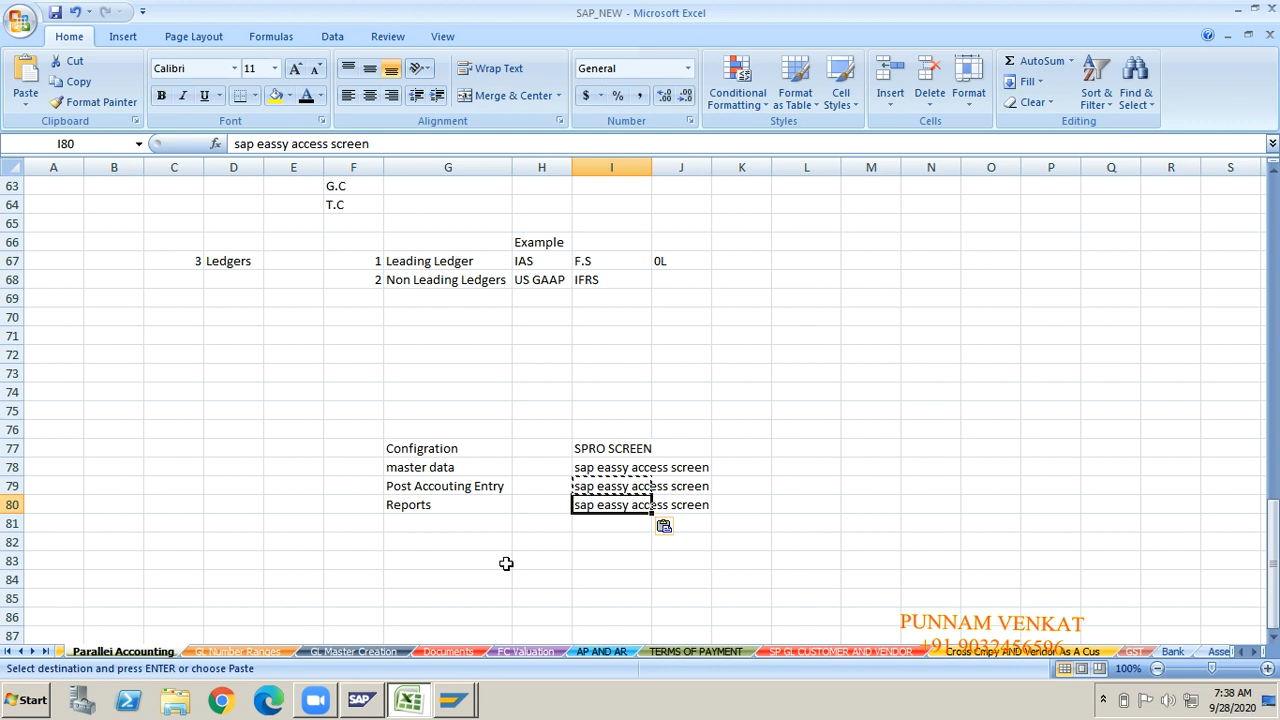 SAP_NEW - Microsoft Excel
Home Insert Page Layout Formulas Data Review View
Paste Cut Copy Format Painter Clipboard
Calibri 11 Font
Wrap Text Merge & Center Alignment
General Number
Conditional Formatting Format as Table Cell Styles Styles
Insert Delete Format Cells
AutoSum Fill Clear Sort & Filter Find & Select Editing
I80 fx sap eassy access screen
A B C D E F G H I J K L M N O P Q R S
63 G.C
64 T.C
65
66 Example
67 3 Ledgers 1 Leading Ledger IAS F.S 0L
68 2 Non Leading Ledgers US GAAP IFRS
69
70
71
72
73
74
75
76
77 Configration SPRO SCREEN
78 master data sap eassy access screen
79 Post Accouting Entry sap eassy access screen
80 Reports sap eassy access screen
81
82
83
84
85
86
87
PUNNAM VENKAT
+91 9032456596
Parallel Accounting GL Number Ranges GL Master Creation Documents FC Valuation AP AND AR TERMS OF PAYMENT SP GL CUSTOMER AND VENDOR Cross Cmpy AND Vendor As A Cus GST Bank Asse
Select destination and press ENTER or choose Paste 100%
Start SAP 7:38 AM
9/28/2020